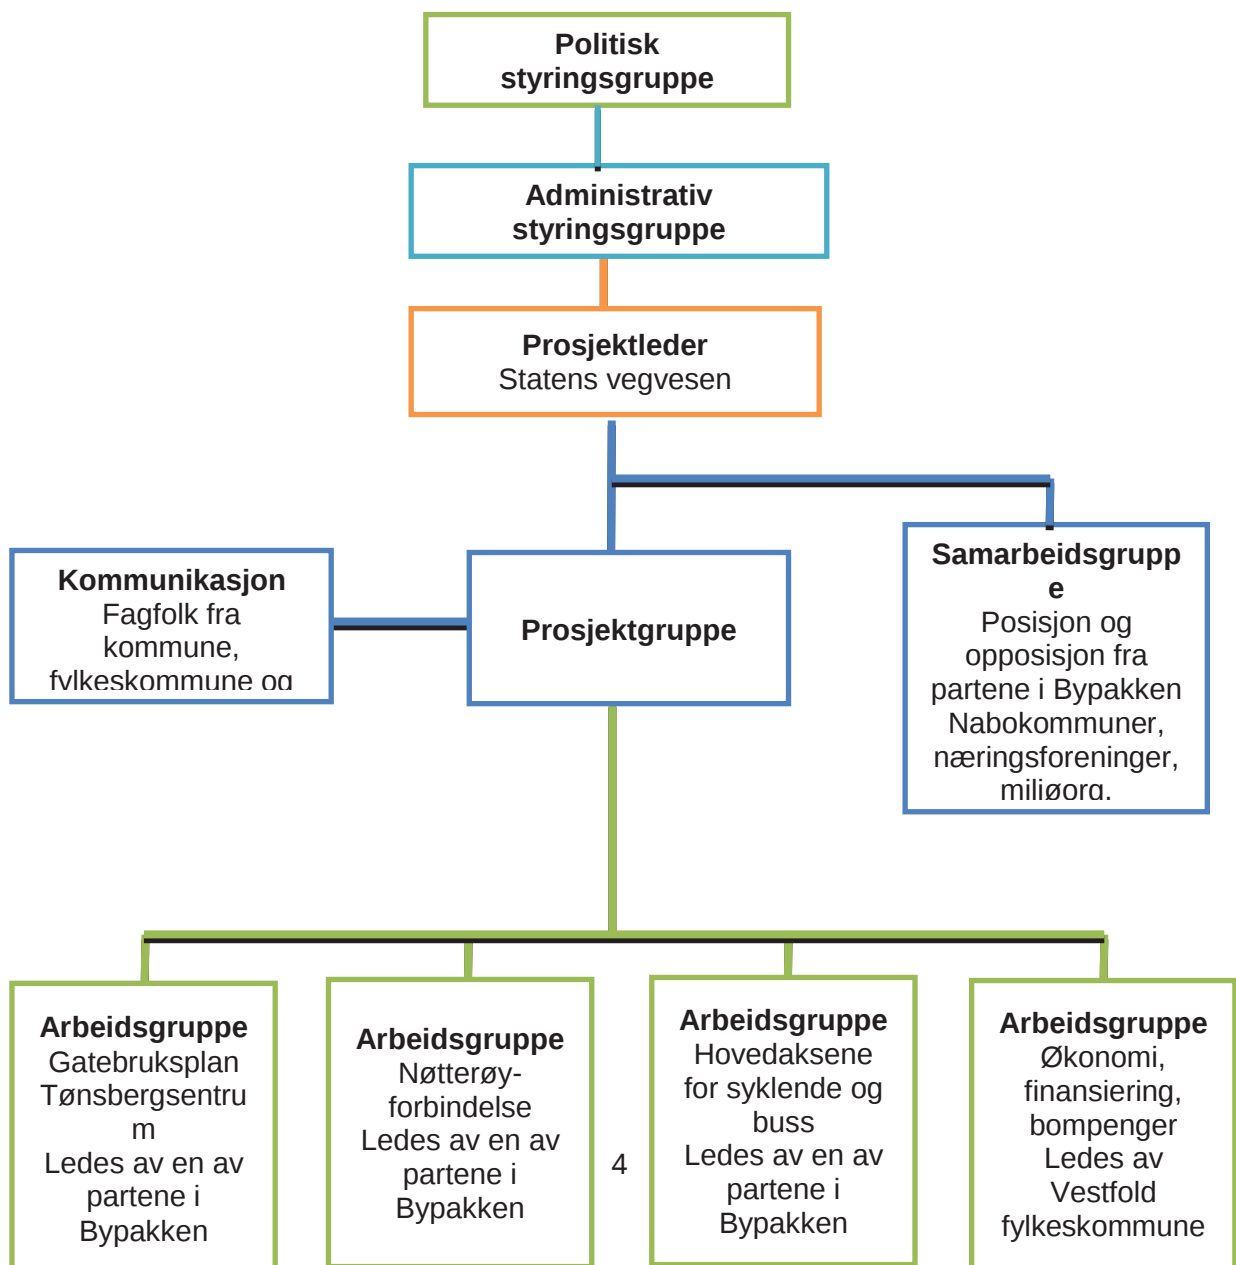 Politisk
styringsgruppe
Administrativ
styringsgruppe
Prosjektleder
Statens vegvesen
Kommunikasjon
Fagfolk fra
kommune,
fylkeskommune og
Prosjektgruppe
Samarbeidsgrupp
e
Posisjon og
opposisjon fra
partene i Bypakken
Nabokommuner,
næringsforeninger,
miljøorg.
Arbeidsgruppe
Gatebruksplan
Tønsbergsentru
m
Ledes av en av
partene i
Bypakken
Arbeidsgruppe
Nøtterøy-
forbindelse
Ledes av en av
partene i
Bypakken
4
Arbeidsgruppe
Hovedaksene
for syklende og
buss
Ledes av en av
partene i
Bypakken
Arbeidsgruppe
Økonomi,
finansiering,
bompenger
Ledes av
Vestfold
fylkeskommune